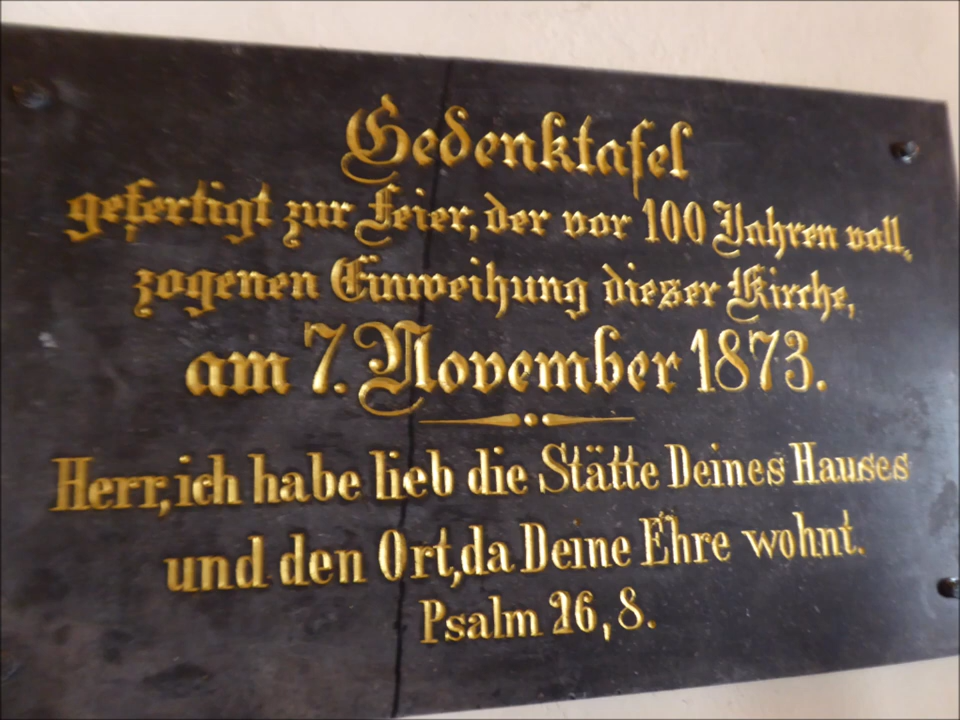 Gedenktafel
gefertigt zur Feier, der vor 100 Jahren voll,
zogenen Einweihung dieser Kirche,
am 7. November 1873.
Herr, ich habe lieb die Stätte Deines Hauses
und den Ort, da Deine Ehre wohnt.
Psalm 26, 8.